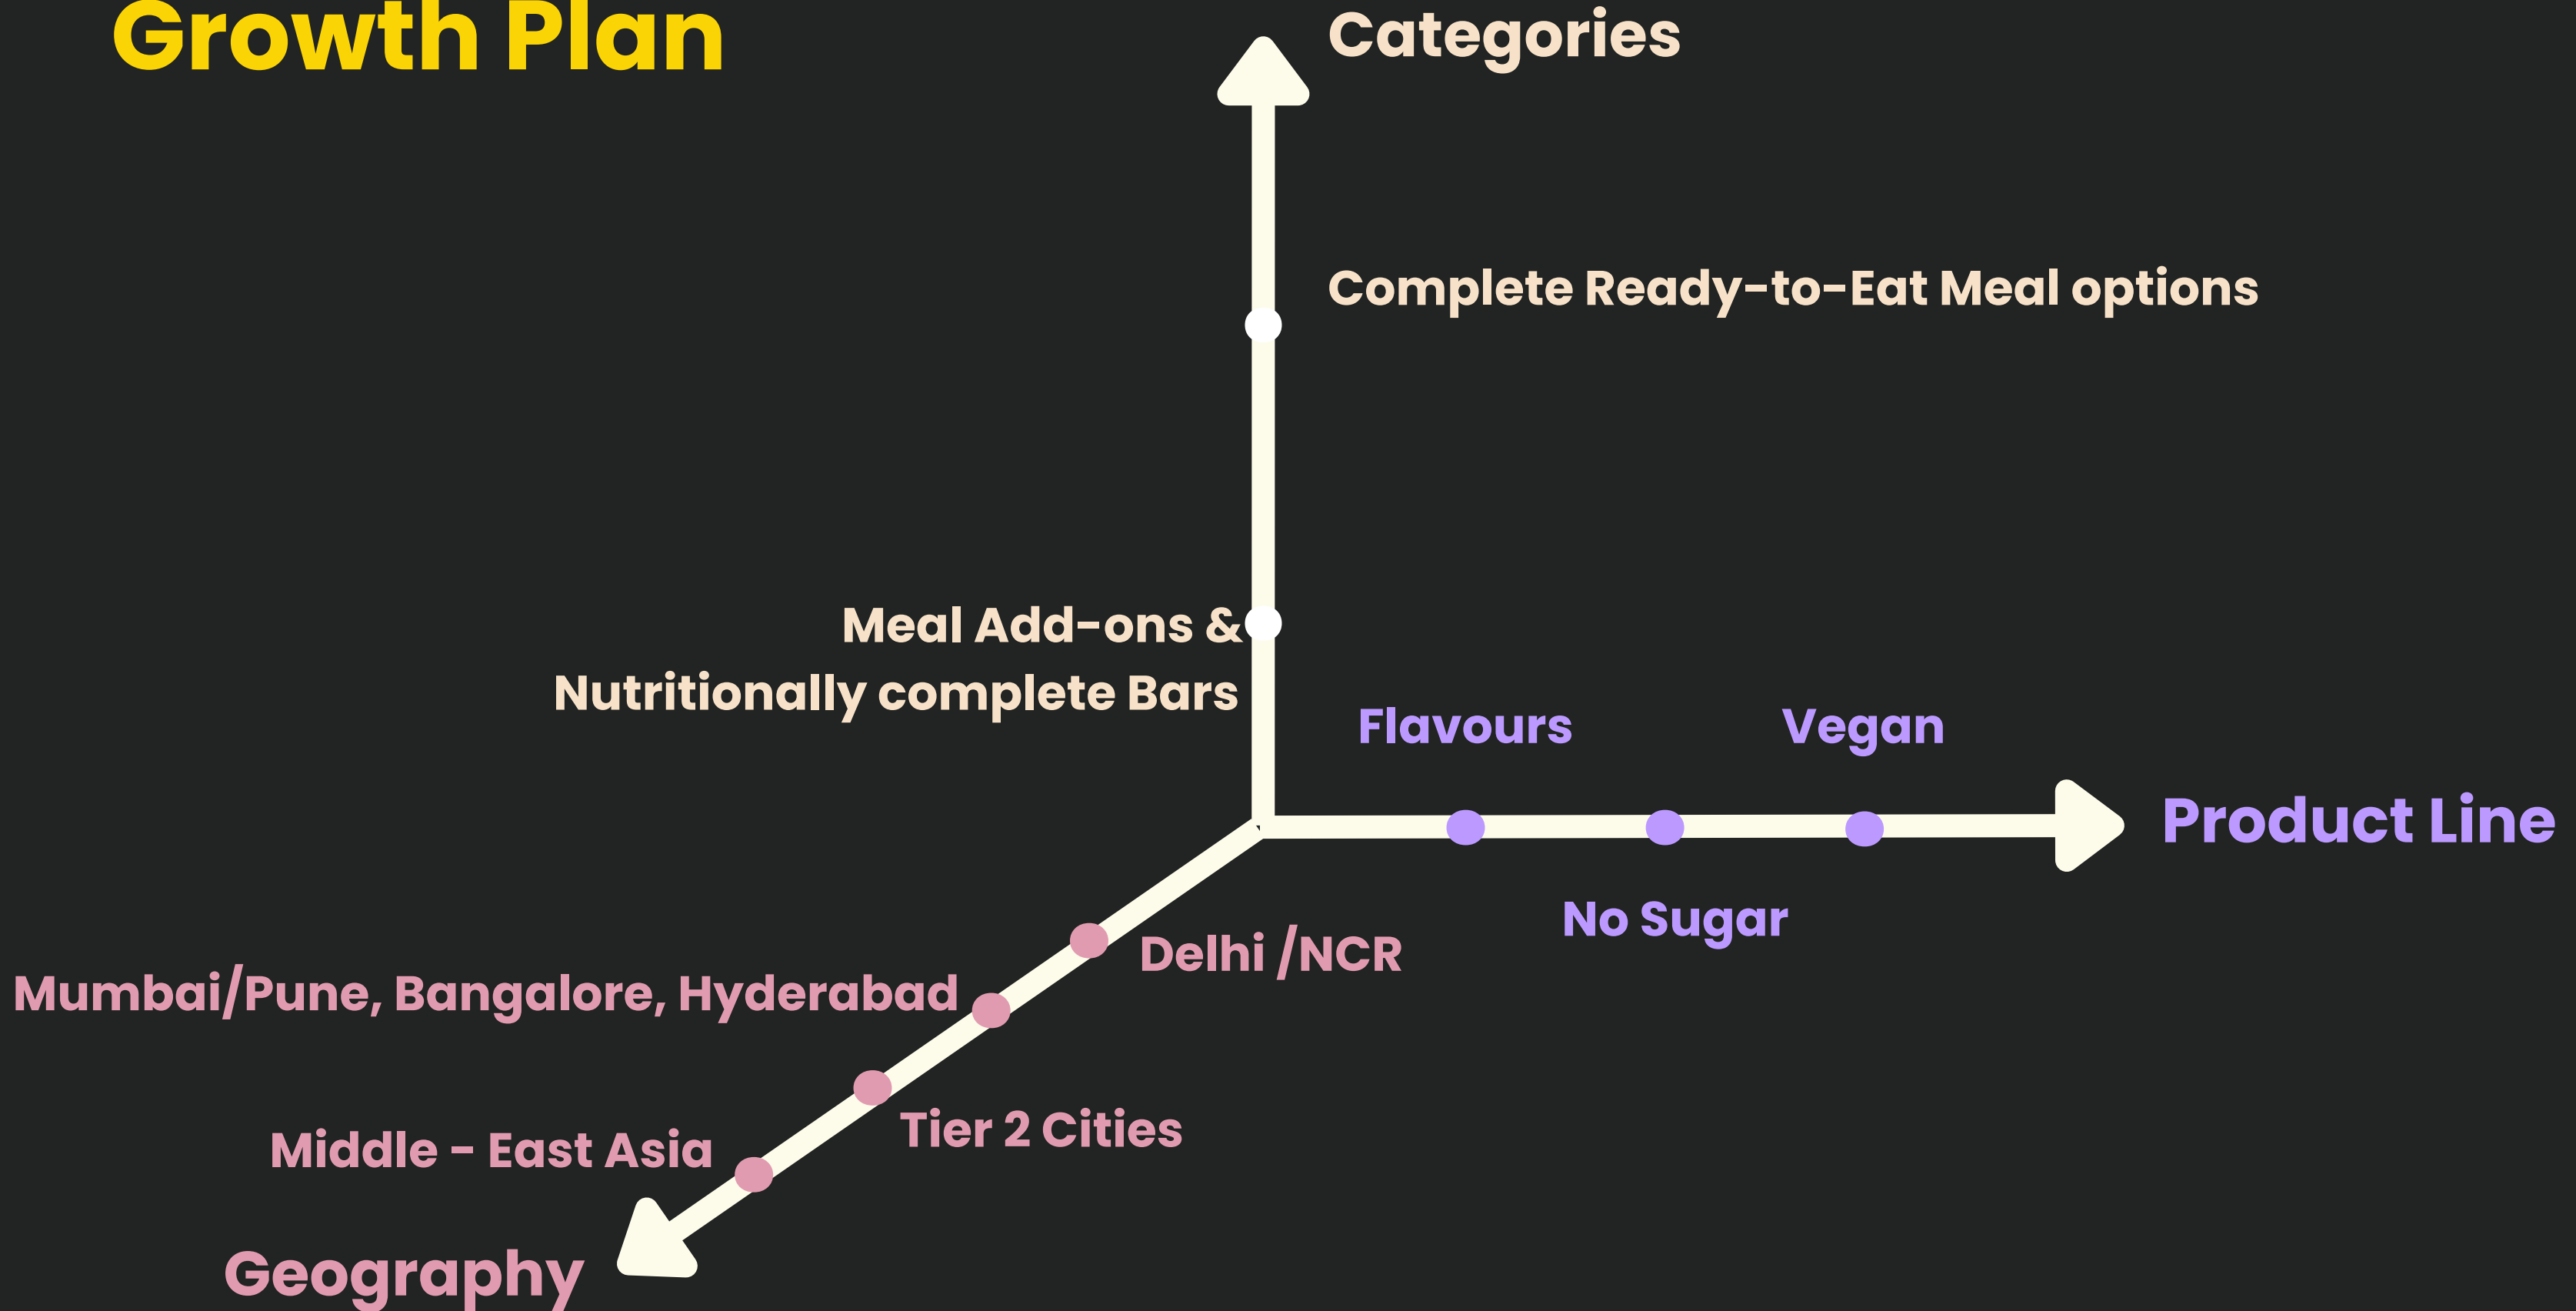 Growth Plan
Categories
Complete Ready-to-Eat Meal options
Meal Add-ons &
Nutritionally complete Bars
Flavours
Vegan
Product Line
No Sugar
Delhi /NCR
Mumbai/Pune, Bangalore, Hyderabad
Tier 2 Cities
Middle - East Asia
Geography